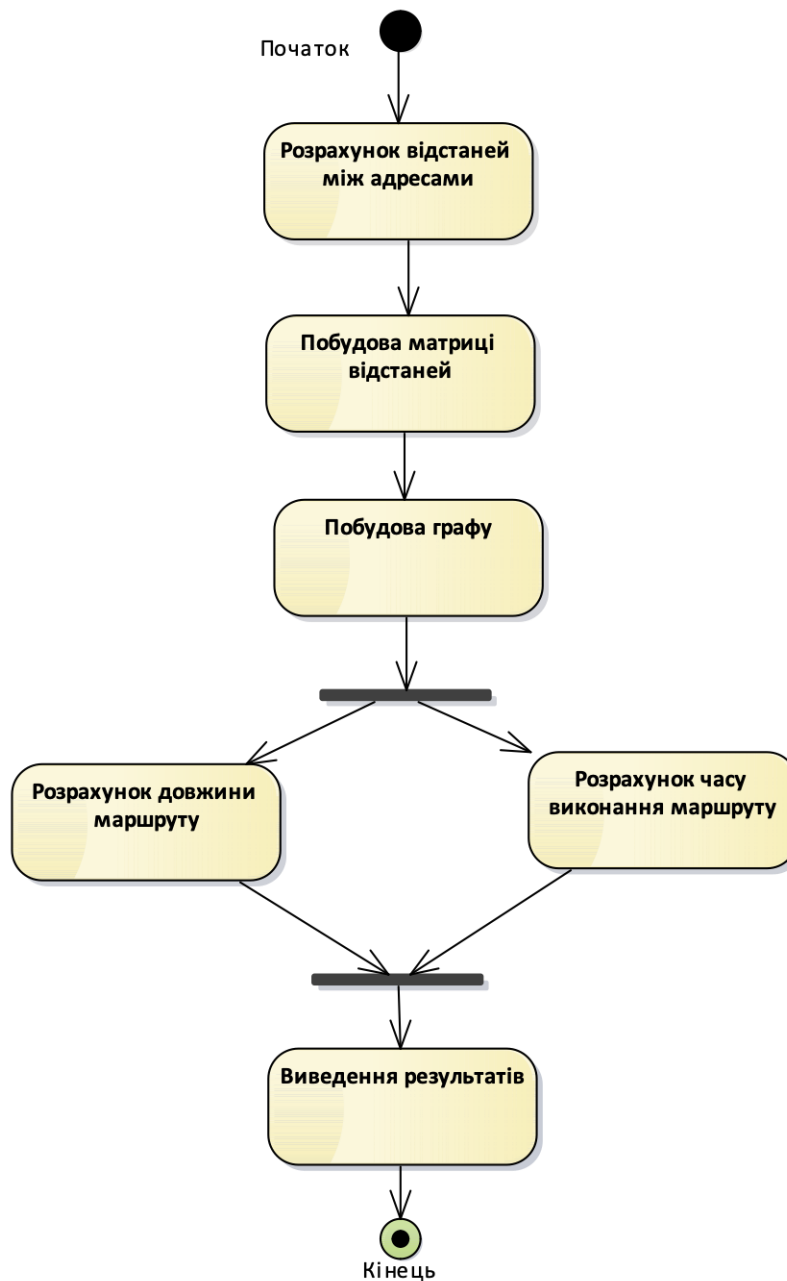 Початок
Розрахунок відстаней
між адресами
Побудова матриці
відстаней
Побудова графу
Розрахунок довжини
маршруту
Розрахунок часу
виконання маршруту
Виведення результатів
Кінець